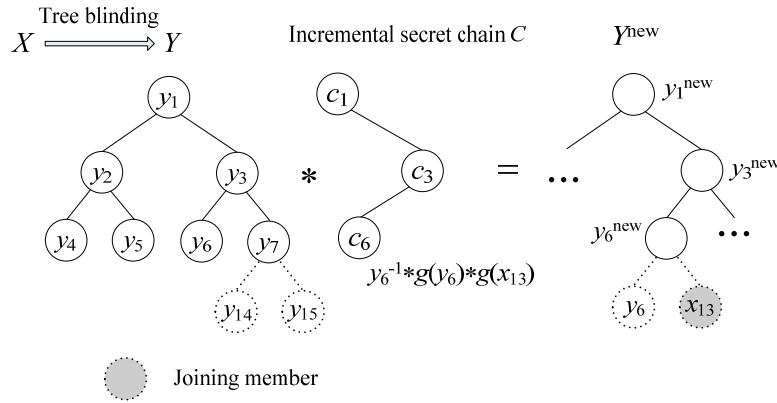 Tree blinding
X Y Incremental secret chain C Y^new
y₁ c₁ y₁^new
y₂ y₃ * c₃ = ... y₃^new
y₄ y₅ y₆ y₇ c₆ y₆^new ...
y₆⁻¹*g(y₆)*g(x₁₃)
y₁₄ y₁₅ y₆ x₁₃
Joining member